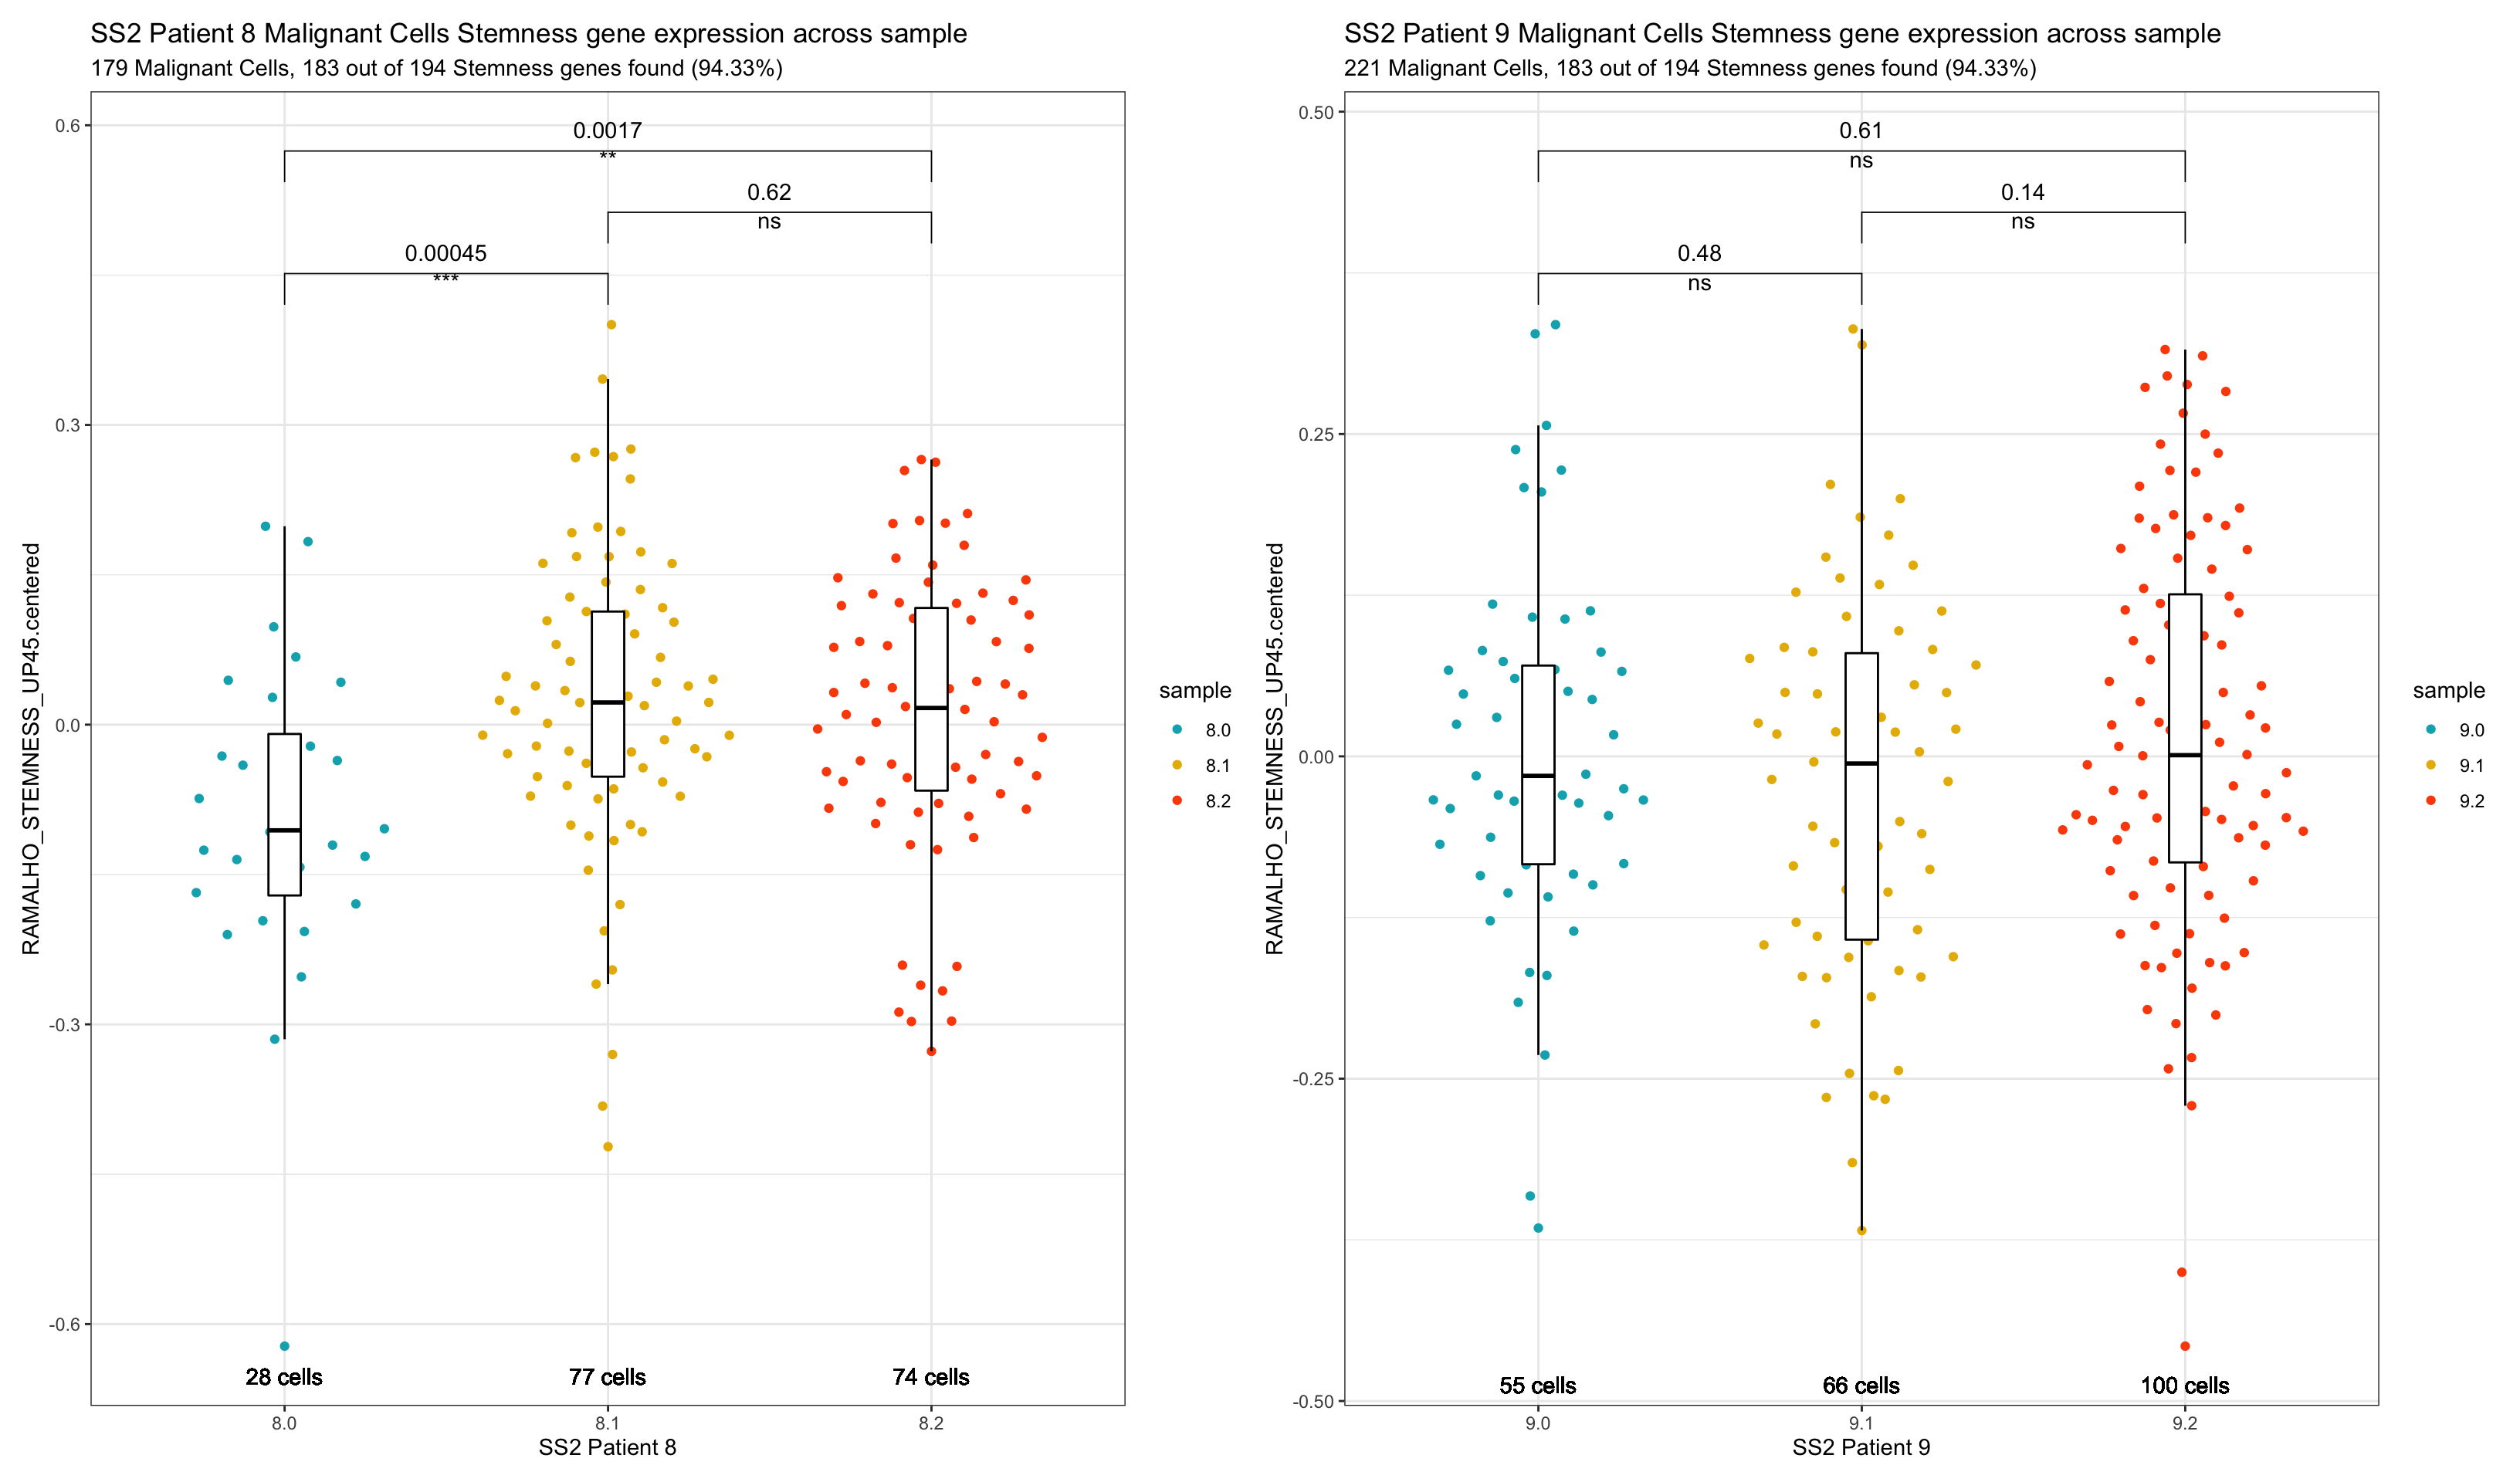 SS2 Patient 8 Malignant Cells Stemness gene expression across sample
179 Malignant Cells, 183 out of 194 Stemness genes found (94.33%)
RAMALHO_STEMNESS_UP45.centered
0.6
0.3
0.0
-0.3
-0.6
0.0017
**
0.62
ns
0.00045
***
28 cells
77 cells
74 cells
8.0
8.1
8.2
SS2 Patient 8
sample
8.0
8.1
8.2
SS2 Patient 9 Malignant Cells Stemness gene expression across sample
221 Malignant Cells, 183 out of 194 Stemness genes found (94.33%)
RAMALHO_STEMNESS_UP45.centered
0.50
0.25
0.00
-0.25
-0.50
0.61
ns
0.14
ns
0.48
ns
55 cells
66 cells
100 cells
9.0
9.1
9.2
SS2 Patient 9
sample
9.0
9.1
9.2